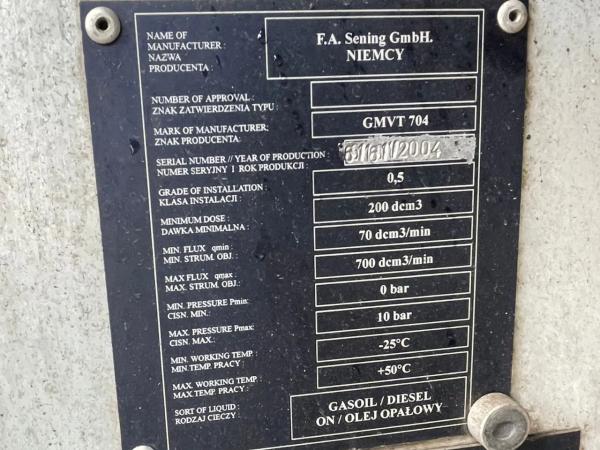 NAME OF
MANUFACTURER :
NAZWA
PRODUCENTA :
F.A. Sening GmbH.
NIEMCY
NUMBER OF APPROVAL :
ZNAK ZATWIERDZENIA TYPU :
MARK OF MANUFACTURER:
ZNAK PRODUCENTA:
GMVT 704
SERIAL NUMBER // YEAR OF PRODUCTION :
NUMER SERYJNY I ROK PRODUKCJI :
/2004
GRADE OF INSTALLATION :
KLASA INSTALACJI :
0,5
MINIMUM DOSE :
DAWKA MINIMALNA :
200 dcm3
MIN. FLUX qmin :
MIN. STRUM. OBJ. :
70 dcm3/min
MAX FLUX qmax :
MAX. STRUM. OBJ.:
700 dcm3/min
MIN. PRESSURE Pmin:
CISN. MIN.:
0 bar
MAX. PRESSURE Pmax:
CISN. MAX.:
10 bar
MIN. WORKING TEMP. :
MIN.TEMP. PRACY :
-25°C
MAX. WORKING TEMP. :
MAX.TEMP. PRACY :
+50°C
SORT OF LIQUID :
RODZAJ CIECZY :
GASOIL / DIESEL
ON / OLEJ OPAŁOWY